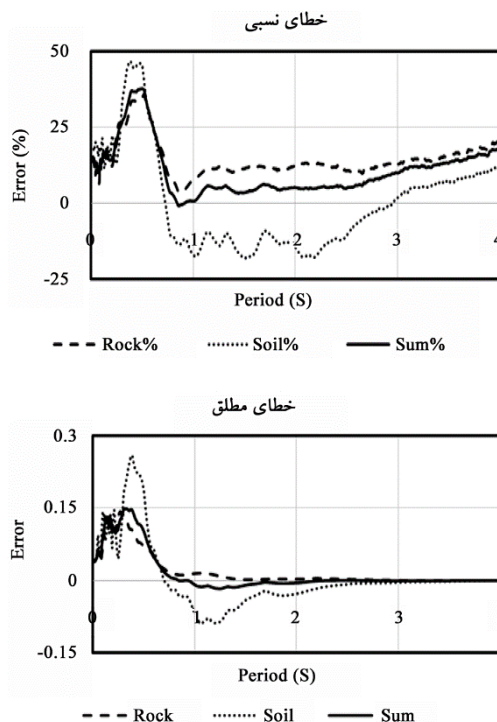 خطای نسبی
50
25
0
-25
Error (%)
0 1 2 3 4
Period (S)
Rock% Soil% Sum%
خطای مطلق
0.3
0.15
0
-0.15
Error
0 1 2 3
Period (S)
Rock Soil Sum